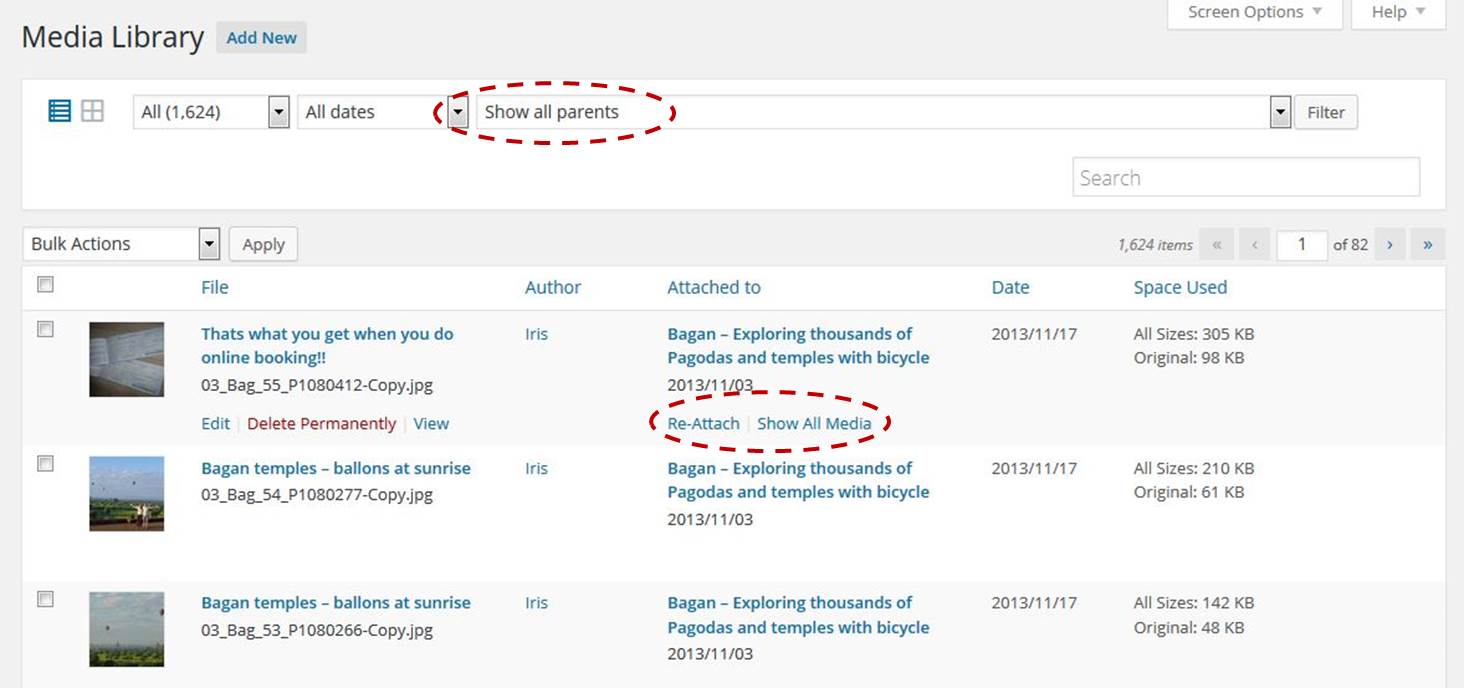 Screen Options
Help
Media Library
Add New
All (1,624)
All dates
Show all parents
Filter
Search
Bulk Actions
Apply
1,624 items « ‹ 1 of 82 › »
File Author Attached to Date Space Used
Thats what you get when you do
online booking!!
03_Bag_55_P1080412-Copy.jpg
Edit | Delete Permanently | View
Iris
Bagan – Exploring thousands of
Pagodas and temples with bicycle
2013/11/03
Re-Attach | Show All Media
2013/11/17
All Sizes: 305 KB
Original: 98 KB
Bagan temples – ballons at sunrise
03_Bag_54_P1080277-Copy.jpg
Iris
Bagan – Exploring thousands of
Pagodas and temples with bicycle
2013/11/03
2013/11/17
All Sizes: 210 KB
Original: 61 KB
Bagan temples – ballons at sunrise
03_Bag_53_P1080266-Copy.jpg
Iris
Bagan – Exploring thousands of
Pagodas and temples with bicycle
2013/11/03
2013/11/17
All Sizes: 142 KB
Original: 48 KB